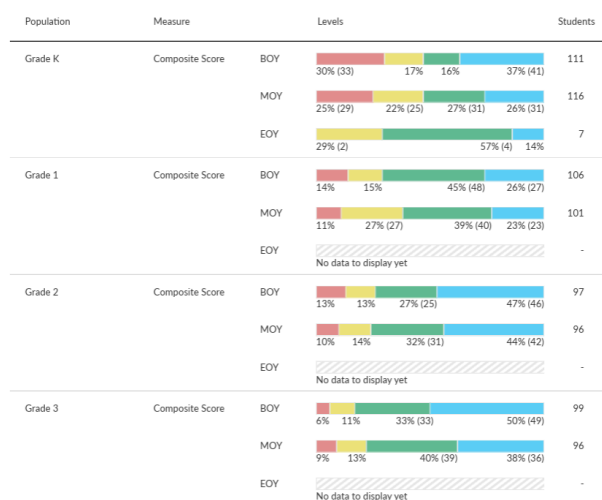 Population Measure Levels Students
Grade K Composite Score BOY 111
30% (33) 17% 16% 37% (41)
MOY 116
25% (29) 22% (25) 27% (31) 26% (31)
EOY 7
29% (2) 57% (4) 14%
Grade 1 Composite Score BOY 106
14% 15% 45% (48) 26% (27)
MOY 101
11% 27% (27) 39% (40) 23% (23)
EOY -
No data to display yet
Grade 2 Composite Score BOY 97
13% 13% 27% (25) 47% (46)
MOY 96
10% 14% 32% (31) 44% (42)
EOY -
No data to display yet
Grade 3 Composite Score BOY 99
6% 11% 33% (33) 50% (49)
MOY 96
9% 13% 40% (39) 38% (36)
EOY -
No data to display yet